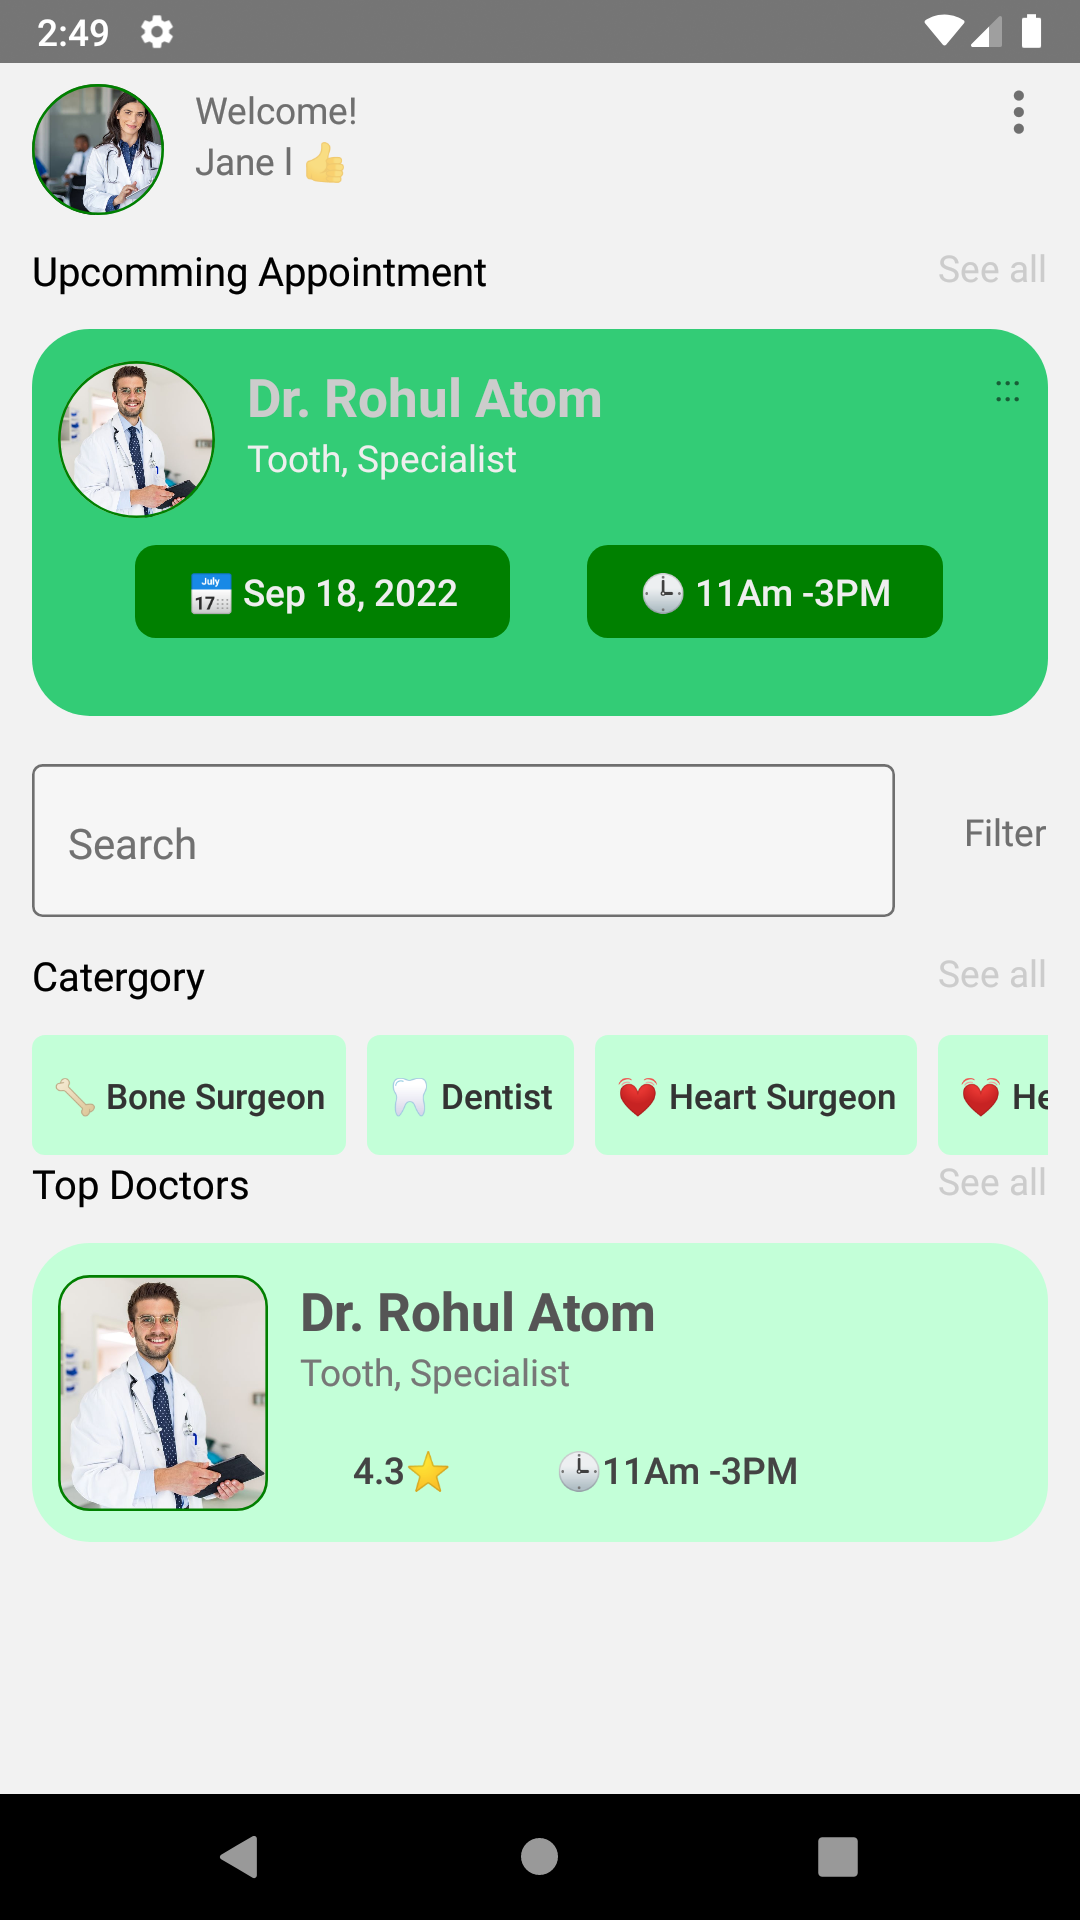 2:49
Welcome!
Jane l 👍
Upcomming Appointment
See all
Dr. Rohul Atom
Tooth, Specialist
📅 Sep 18, 2022
🕒 11Am -3PM
Search
Filter
Catergory
See all
🦴 Bone Surgeon
🦷 Dentist
💓 Heart Surgeon
💓 He
Top Doctors
See all
Dr. Rohul Atom
Tooth, Specialist
4.3⭐
🕒11Am -3PM